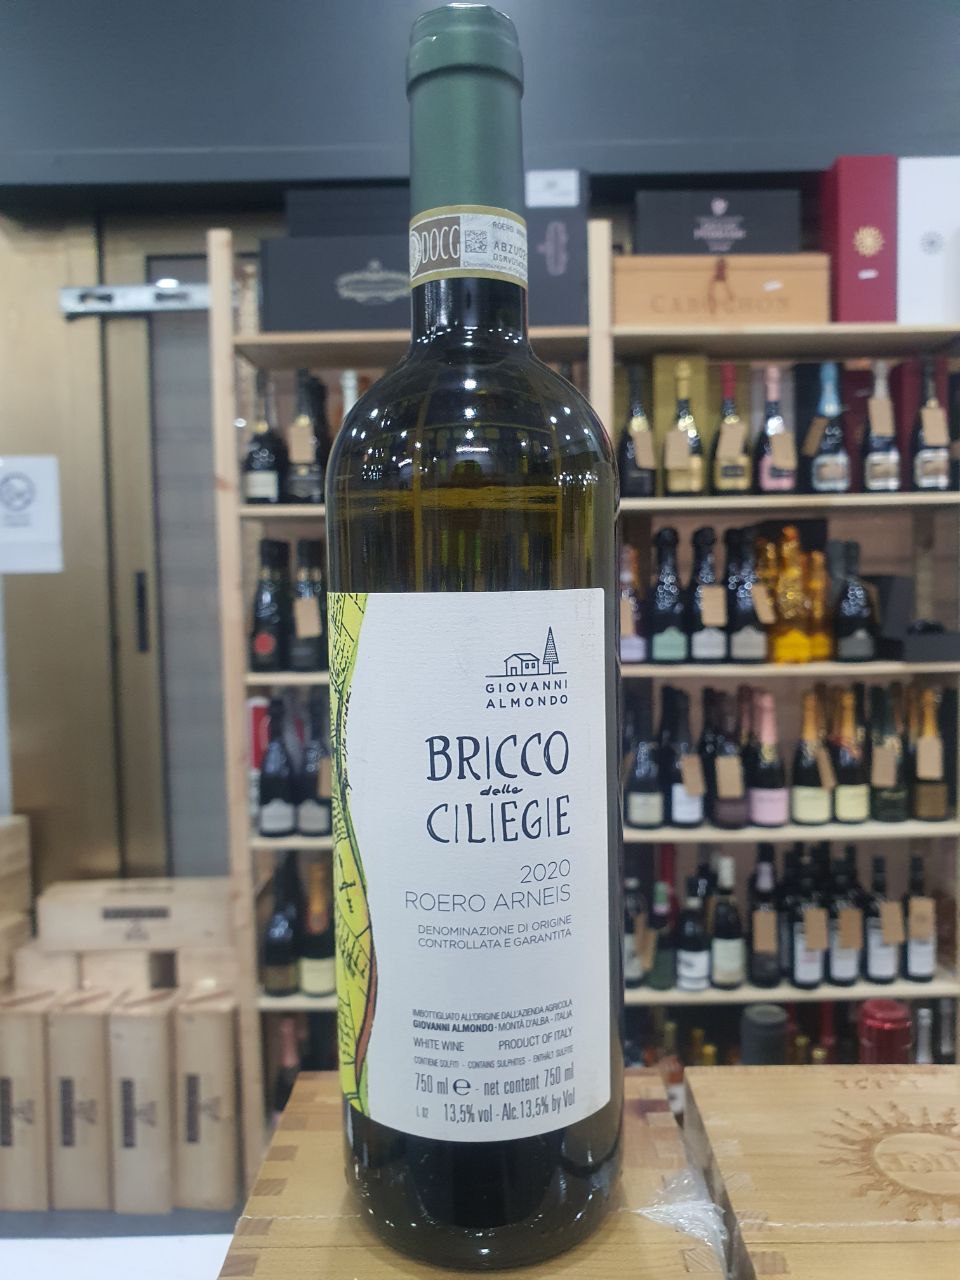 DOCG
GIOVANNI
ALMONDO
BRICCO
delle
CILIEGIE
2020
ROERO ARNEIS
DENOMINAZIONE DI ORIGINE
CONTROLLATA E GARANTITA
IMBOTTIGLIATO ALL'ORIGINE DALL'AZIENDA AGRICOLA
GIOVANNI ALMONDO - MONTÀ D'ALBA - ITALIA
WHITE WINE PRODUCT OF ITALY
CONTIENE SOLFITI - CONTAINS SULPHITES - ENTHÄLT SULFITE
750 ml e - net content 750 ml
L 02 13,5% vol - Alc. 13,5% by Vol
CABOCHON